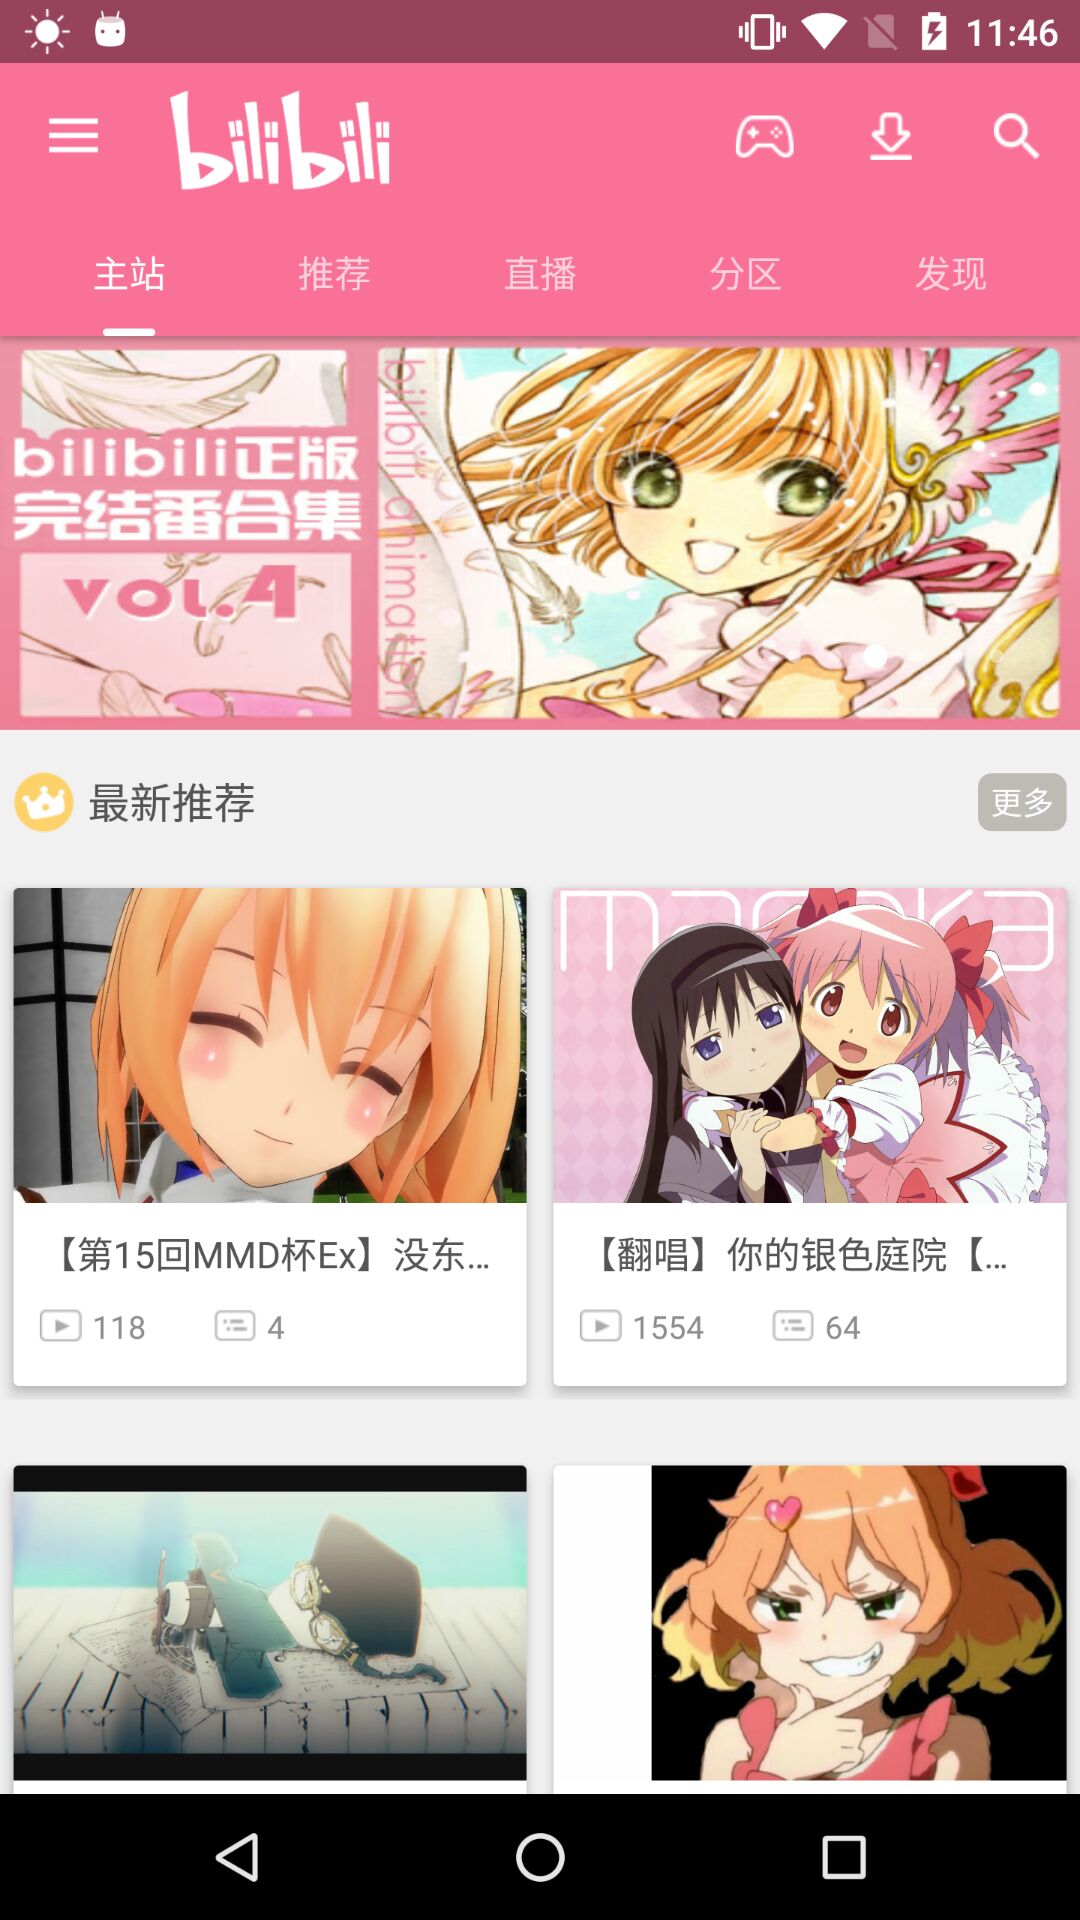 11:46
bilibili
主站 推荐 直播 分区 发现
bilibili正版
完结番合集
vol.4
bilibili animation
最新推荐
更多
madoka
【第15回MMD杯Ex】没东...
【翻唱】你的银色庭院【...
118 4
1554 64